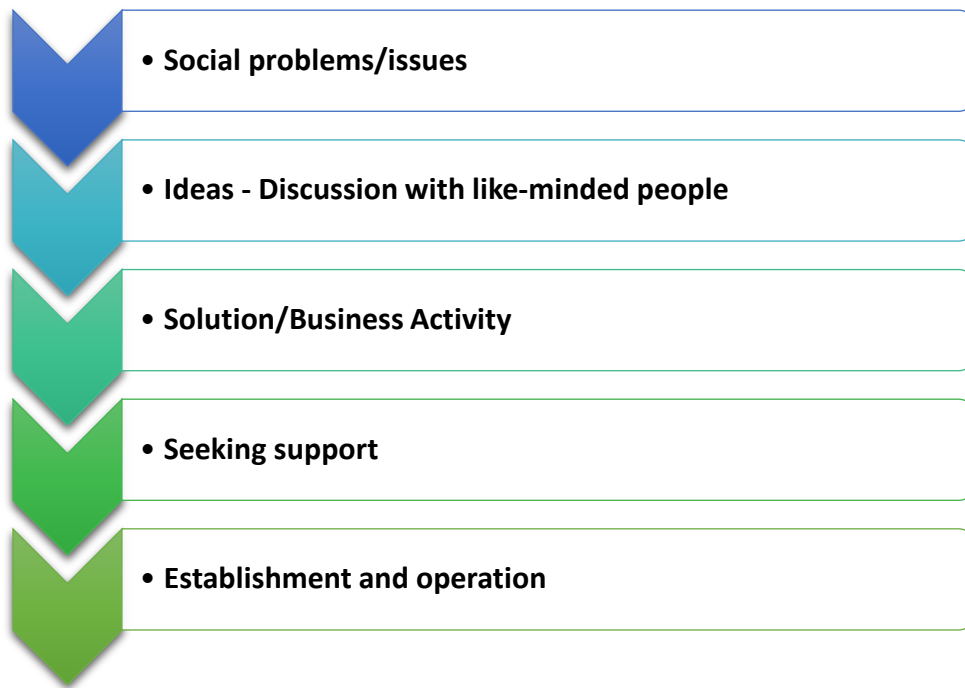 • Social problems/issues
• Ideas - Discussion with like-minded people
• Solution/Business Activity
• Seeking support
• Establishment and operation